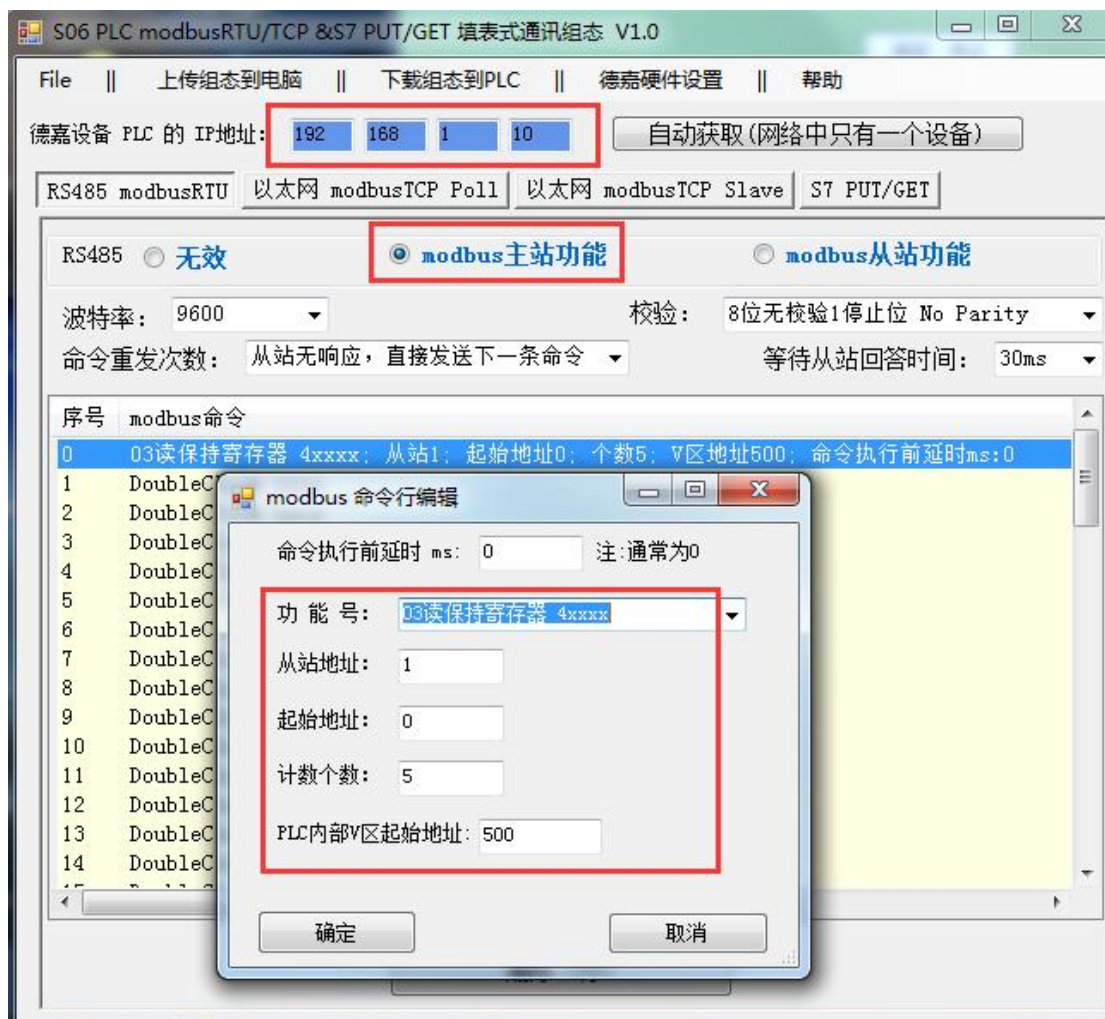 S06 PLC modbusRTU/TCP &S7 PUT/GET 填表式通讯组态 V1.0
File || 上传组态到电脑 || 下载组态到PLC || 德嘉硬件设置 || 帮助
德嘉设备 PLC 的 IP地址: 192 168 1 10 自动获取(网络中只有一个设备)
RS485 modbusRTU 以太网 modbusTCP Poll 以太网 modbusTCP Slave S7 PUT/GET
RS485 无效 modbus主站功能 modbus从站功能
波特率: 9600 校验: 8位无校验1停止位 No Parity
命令重发次数: 从站无响应,直接发送下一条命令 等待从站回答时间: 30ms
序号 modbus命令
0 03读保持寄存器 4xxxx; 从站1; 起始地址0; 个数5; V区地址500; 命令执行前延时ms:0
1 DoubleC
2 DoubleC
3 DoubleC
4 DoubleC
5 DoubleC
6 DoubleC
7 DoubleC
8 DoubleC
9 DoubleC
10 DoubleC
11 DoubleC
12 DoubleC
13 DoubleC
14 DoubleC
modbus 命令行编辑
命令执行前延时 ms: 0 注:通常为0
功 能 号: 03读保持寄存器 4xxxx
从站地址: 1
起始地址: 0
计数个数: 5
PLC内部V区起始地址: 500
确定 取消